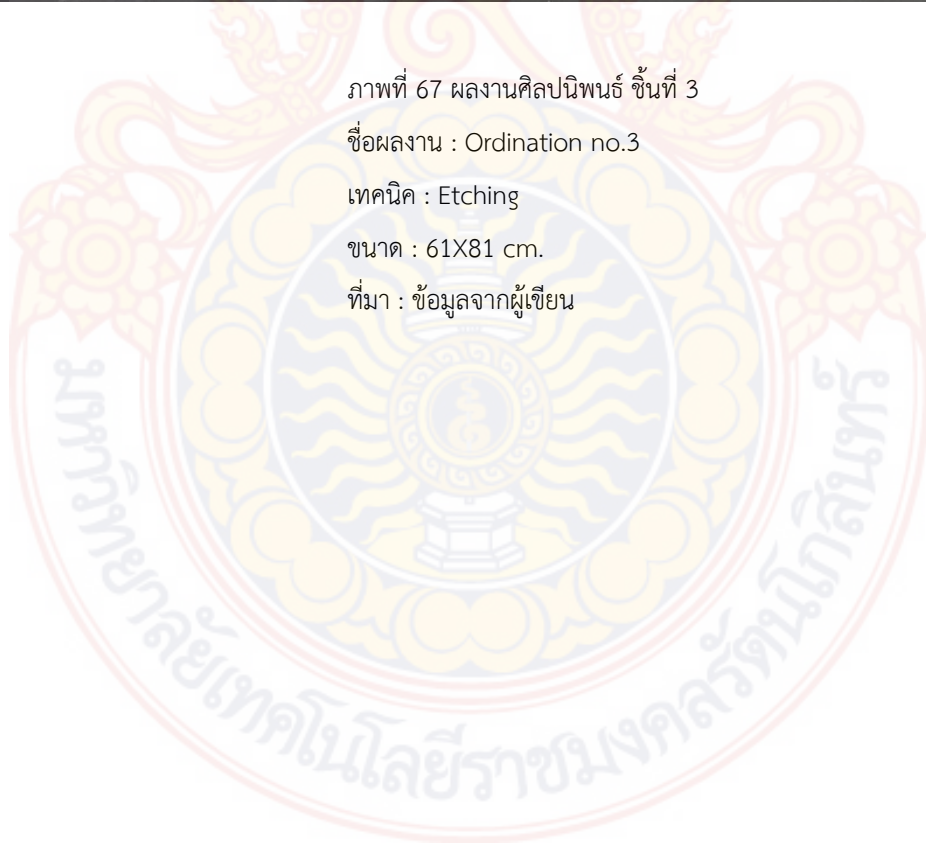 ภาพที่ 67 ผลงานศิลปนิพนธ์ ชิ้นที่ 3
ชื่อผลงาน : Ordination no.3
เทคนิค : Etching
ขนาด : 61X81 cm.
ที่มา : ข้อมูลจากผู้เขียน
มหาวิทยาลัยเทคโนโลยีราชมงคลรัตนโกสินทร์